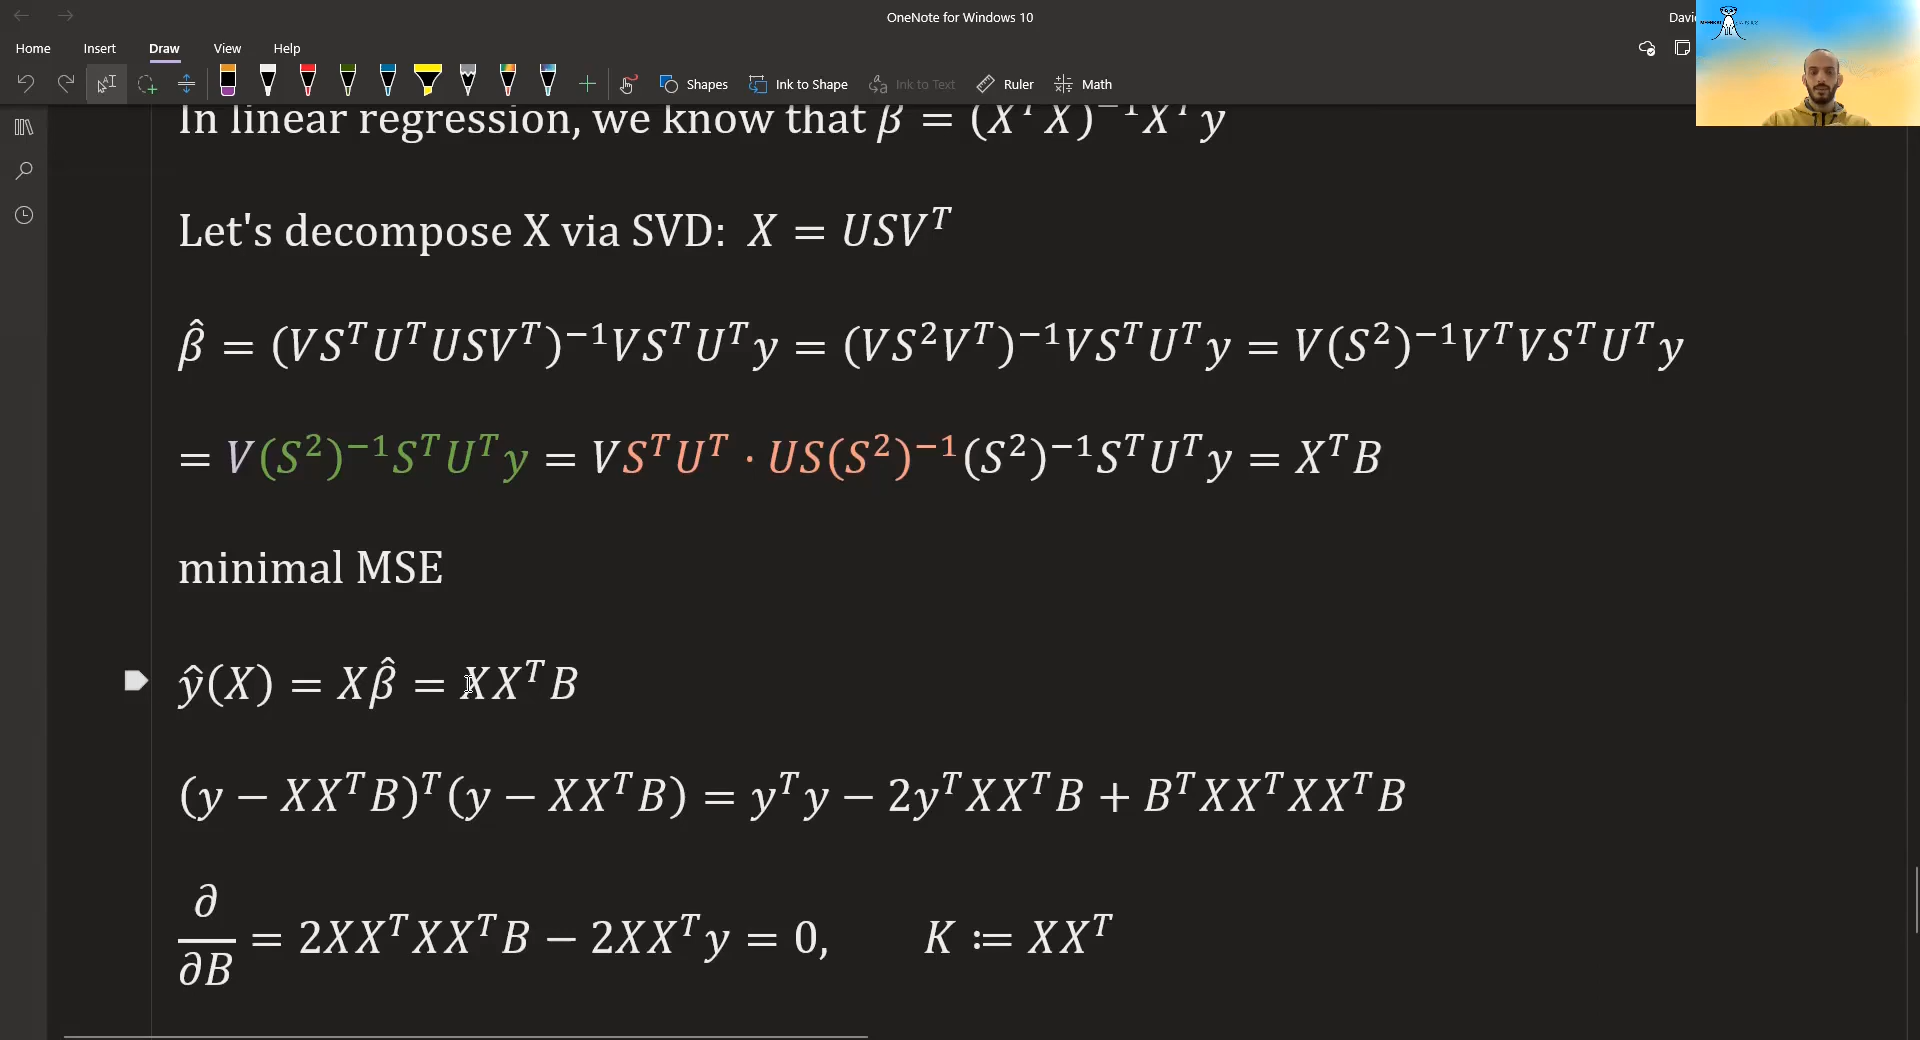 OneNote for Windows 10
Davi
Home Insert Draw View Help
Shapes Ink to Shape Ink to Text Ruler Math
In linear regression, we know that β = (XᵀX)⁻¹Xᵀy
Let's decompose X via SVD: X = USVᵀ
β̂ = (VSᵀUᵀUSVᵀ)⁻¹VSᵀUᵀy = (VS²Vᵀ)⁻¹VSᵀUᵀy = V(S²)⁻¹VᵀVSᵀUᵀy
= V(S²)⁻¹SᵀUᵀy = VSᵀUᵀ · US(S²)⁻¹(S²)⁻¹SᵀUᵀy = XᵀB
minimal MSE
ŷ(X) = Xβ̂ = XXᵀB
(y − XXᵀB)ᵀ(y − XXᵀB) = yᵀy − 2yᵀXXᵀB + BᵀXXᵀXXᵀB
∂/∂B = 2XXᵀXXᵀB − 2XXᵀy = 0, K ≔ XXᵀ